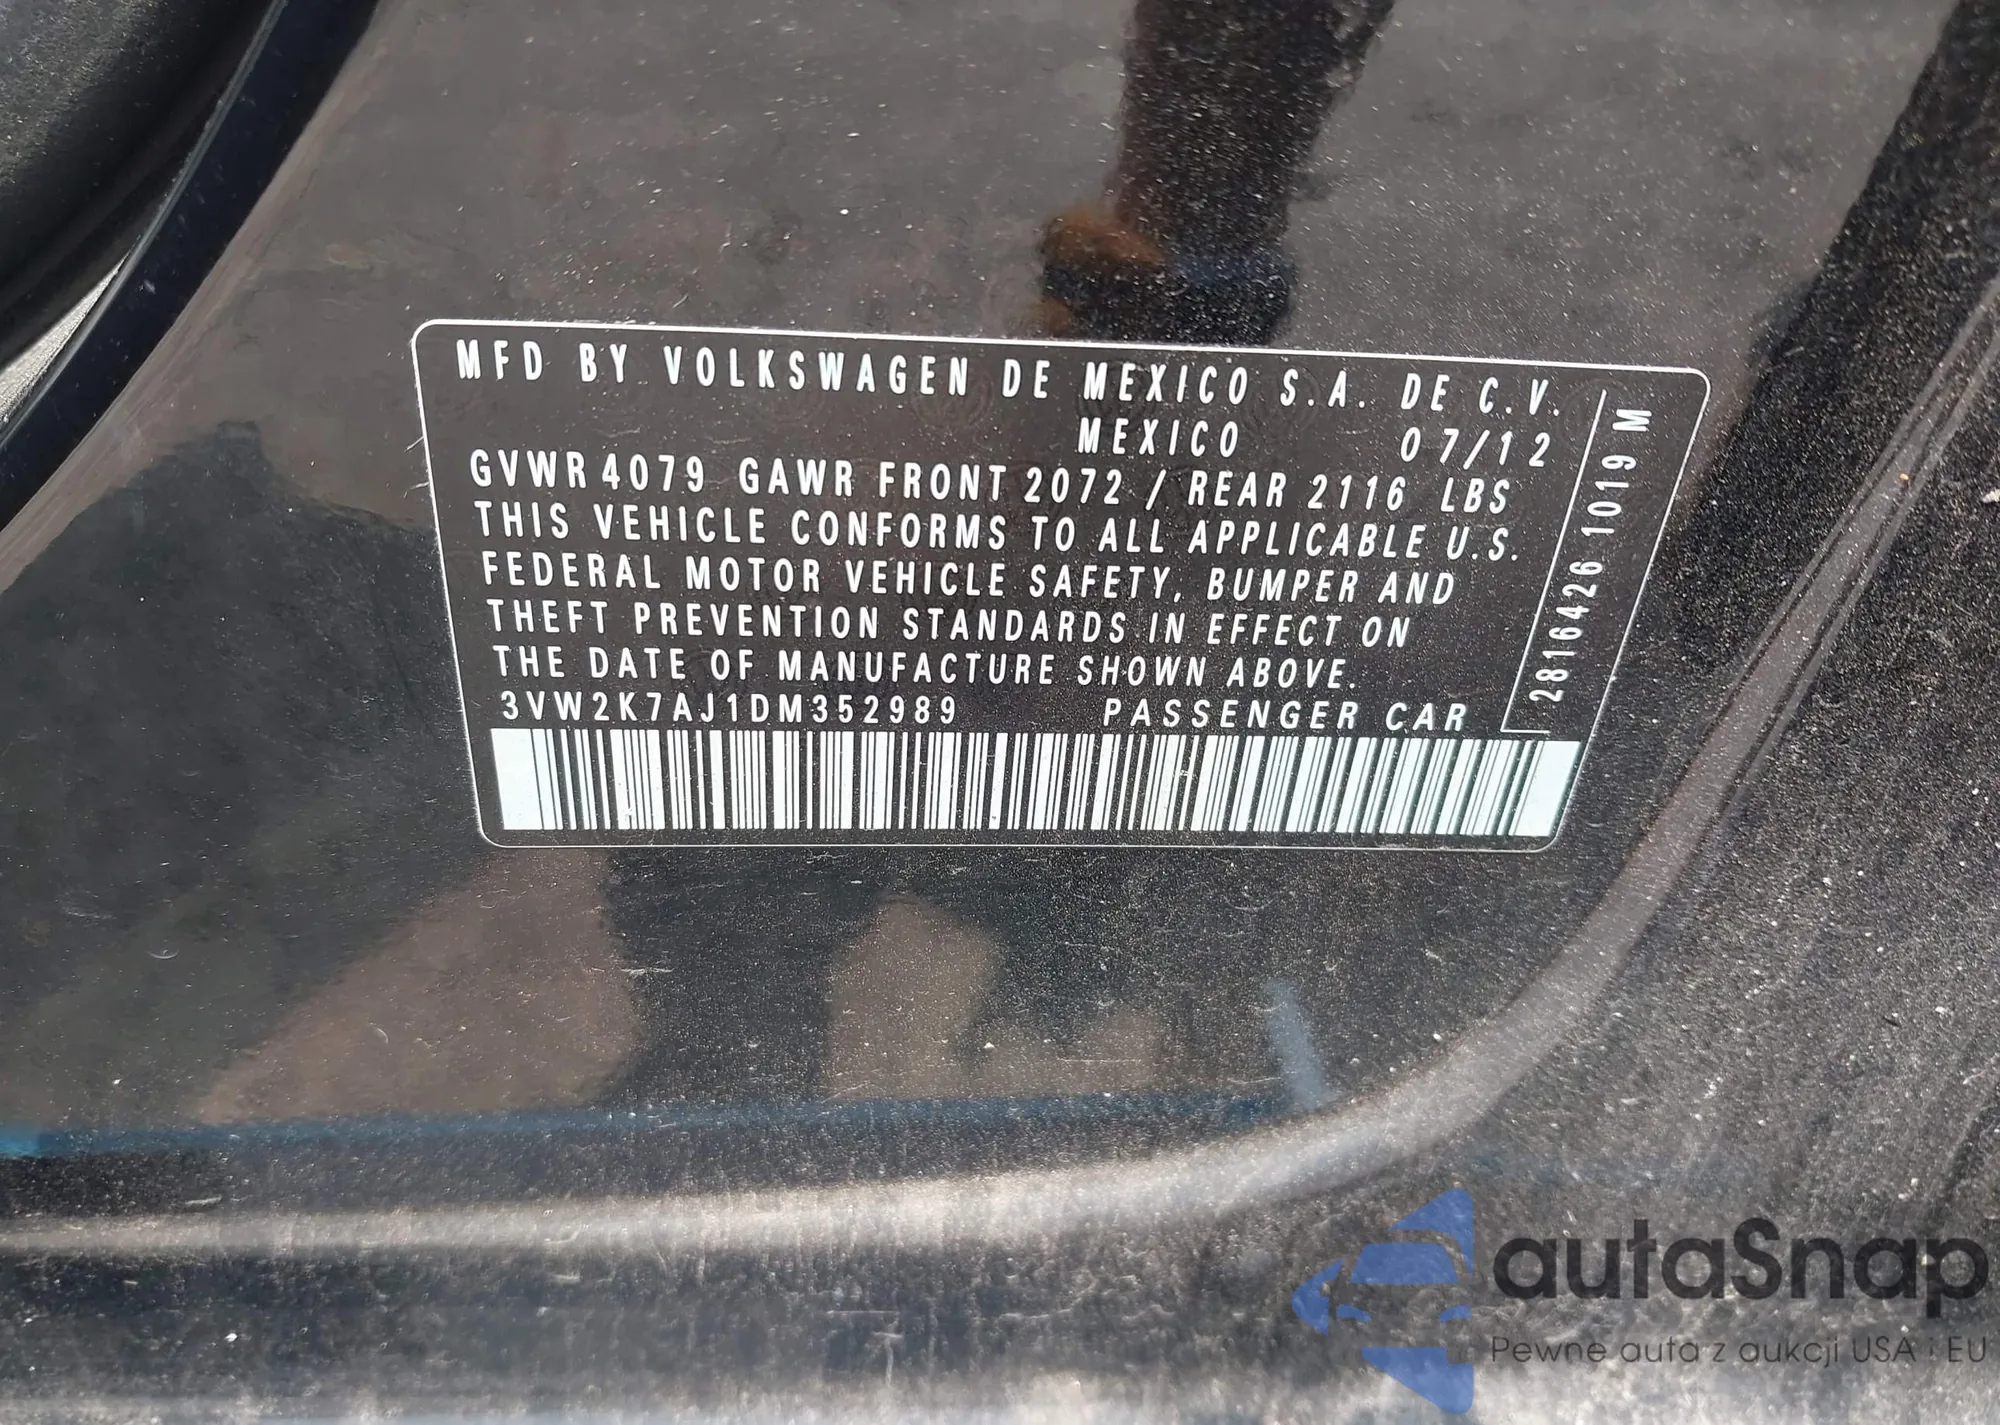 MFD BY VOLKSWAGEN DE MEXICO S.A. DE C.V.
MEXICO 07/12
GVWR 4079 GAWR FRONT 2072 / REAR 2116 LBS
THIS VEHICLE CONFORMS TO ALL APPLICABLE U.S.
FEDERAL MOTOR VEHICLE SAFETY, BUMPER AND
THEFT PREVENTION STANDARDS IN EFFECT ON
THE DATE OF MANUFACTURE SHOWN ABOVE.
3VW2K7AJ1DM352989 PASSENGER CAR
2816426 1019 M
autaSnap
Pewne auta z aukcji USA i EU